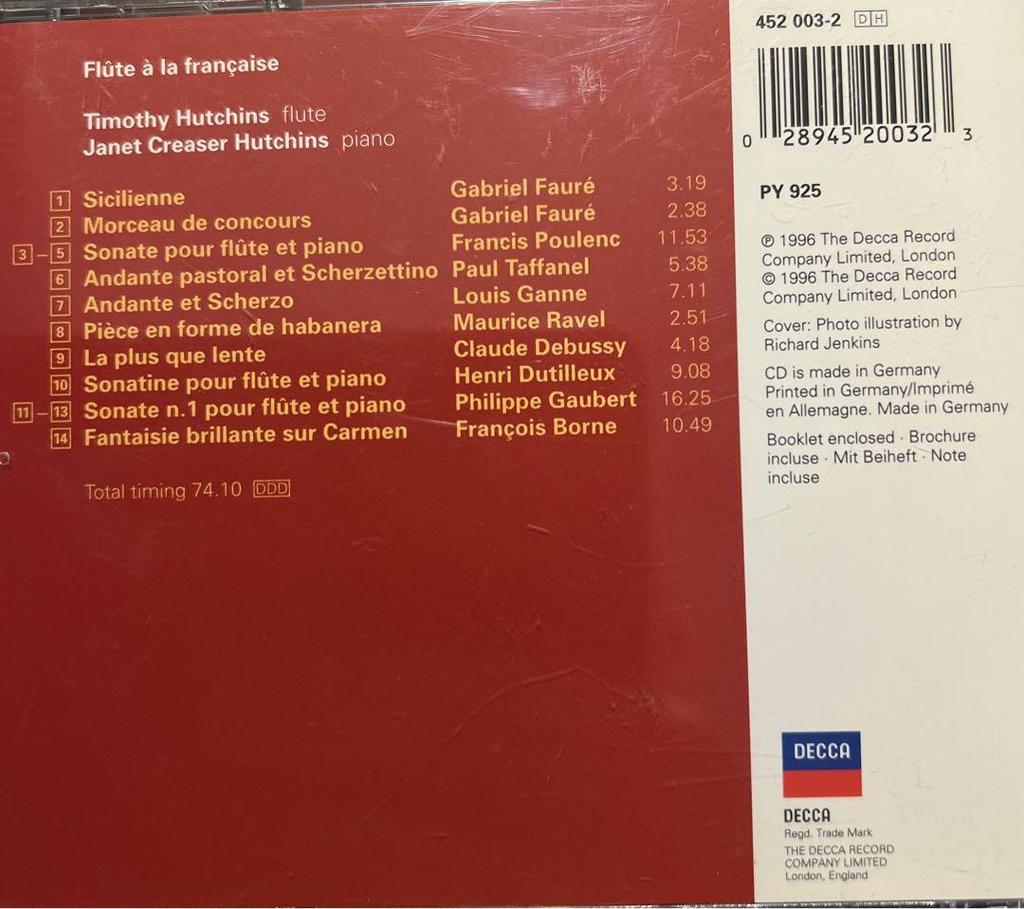 Flûte à la française
Timothy Hutchins flute
Janet Creaser Hutchins piano
1 Sicilienne Gabriel Fauré 3.19
2 Morceau de concours Gabriel Fauré 2.38
3 – 5 Sonate pour flûte et piano Francis Poulenc 11.53
6 Andante pastoral et Scherzettino Paul Taffanel 5.38
7 Andante et Scherzo Louis Ganne 7.11
8 Pièce en forme de habanera Maurice Ravel 2.51
9 La plus que lente Claude Debussy 4.18
10 Sonatine pour flûte et piano Henri Dutilleux 9.08
11 – 13 Sonate n.1 pour flûte et piano Philippe Gaubert 16.25
14 Fantaisie brillante sur Carmen François Borne 10.49
Total timing 74.10 DDD
452 003-2 DH
0 28945 20032 3
PY 925
℗ 1996 The Decca Record
Company Limited, London
© 1996 The Decca Record
Company Limited, London
Cover: Photo illustration by
Richard Jenkins
CD is made in Germany
Printed in Germany/Imprimé
en Allemagne. Made in Germany
Booklet enclosed · Brochure
incluse · Mit Beiheft · Note
incluse
DECCA
DECCA
Regd. Trade Mark
THE DECCA RECORD
COMPANY LIMITED
London, England